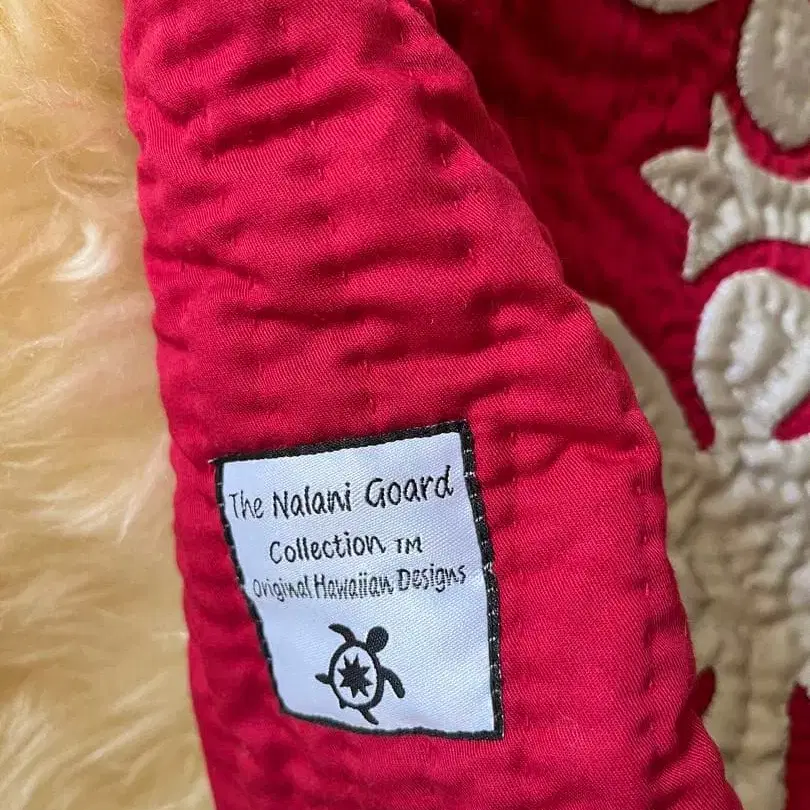 The Nalani Goard
Collection TM
Original Hawaiian Designs